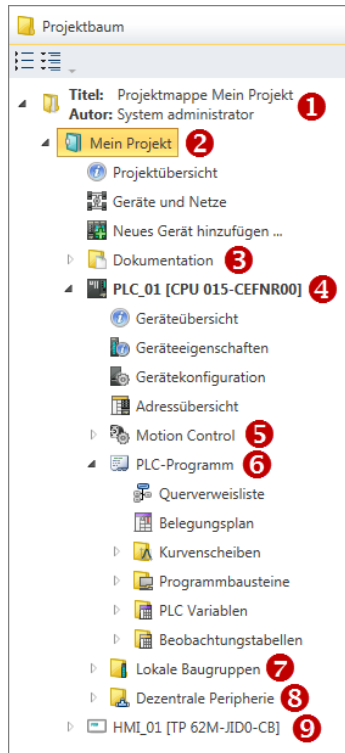 Projektbaum
Titel: Projektmappe Mein Projekt
Autor: System administrator 1
Mein Projekt 2
Projektübersicht
Geräte und Netze
Neues Gerät hinzufügen ...
Dokumentation 3
PLC_01 [CPU 015-CEFNR00] 4
Geräteübersicht
Geräteeigenschaften
Gerätekonfiguration
Adressübersicht
Motion Control 5
PLC-Programm 6
Querverweisliste
Belegungsplan
Kurvenscheiben
Programmbausteine
PLC Variablen
Beobachtungstabellen
Lokale Baugruppen 7
Dezentrale Peripherie 8
HMI_01 [TP 62M-JID0-CB] 9